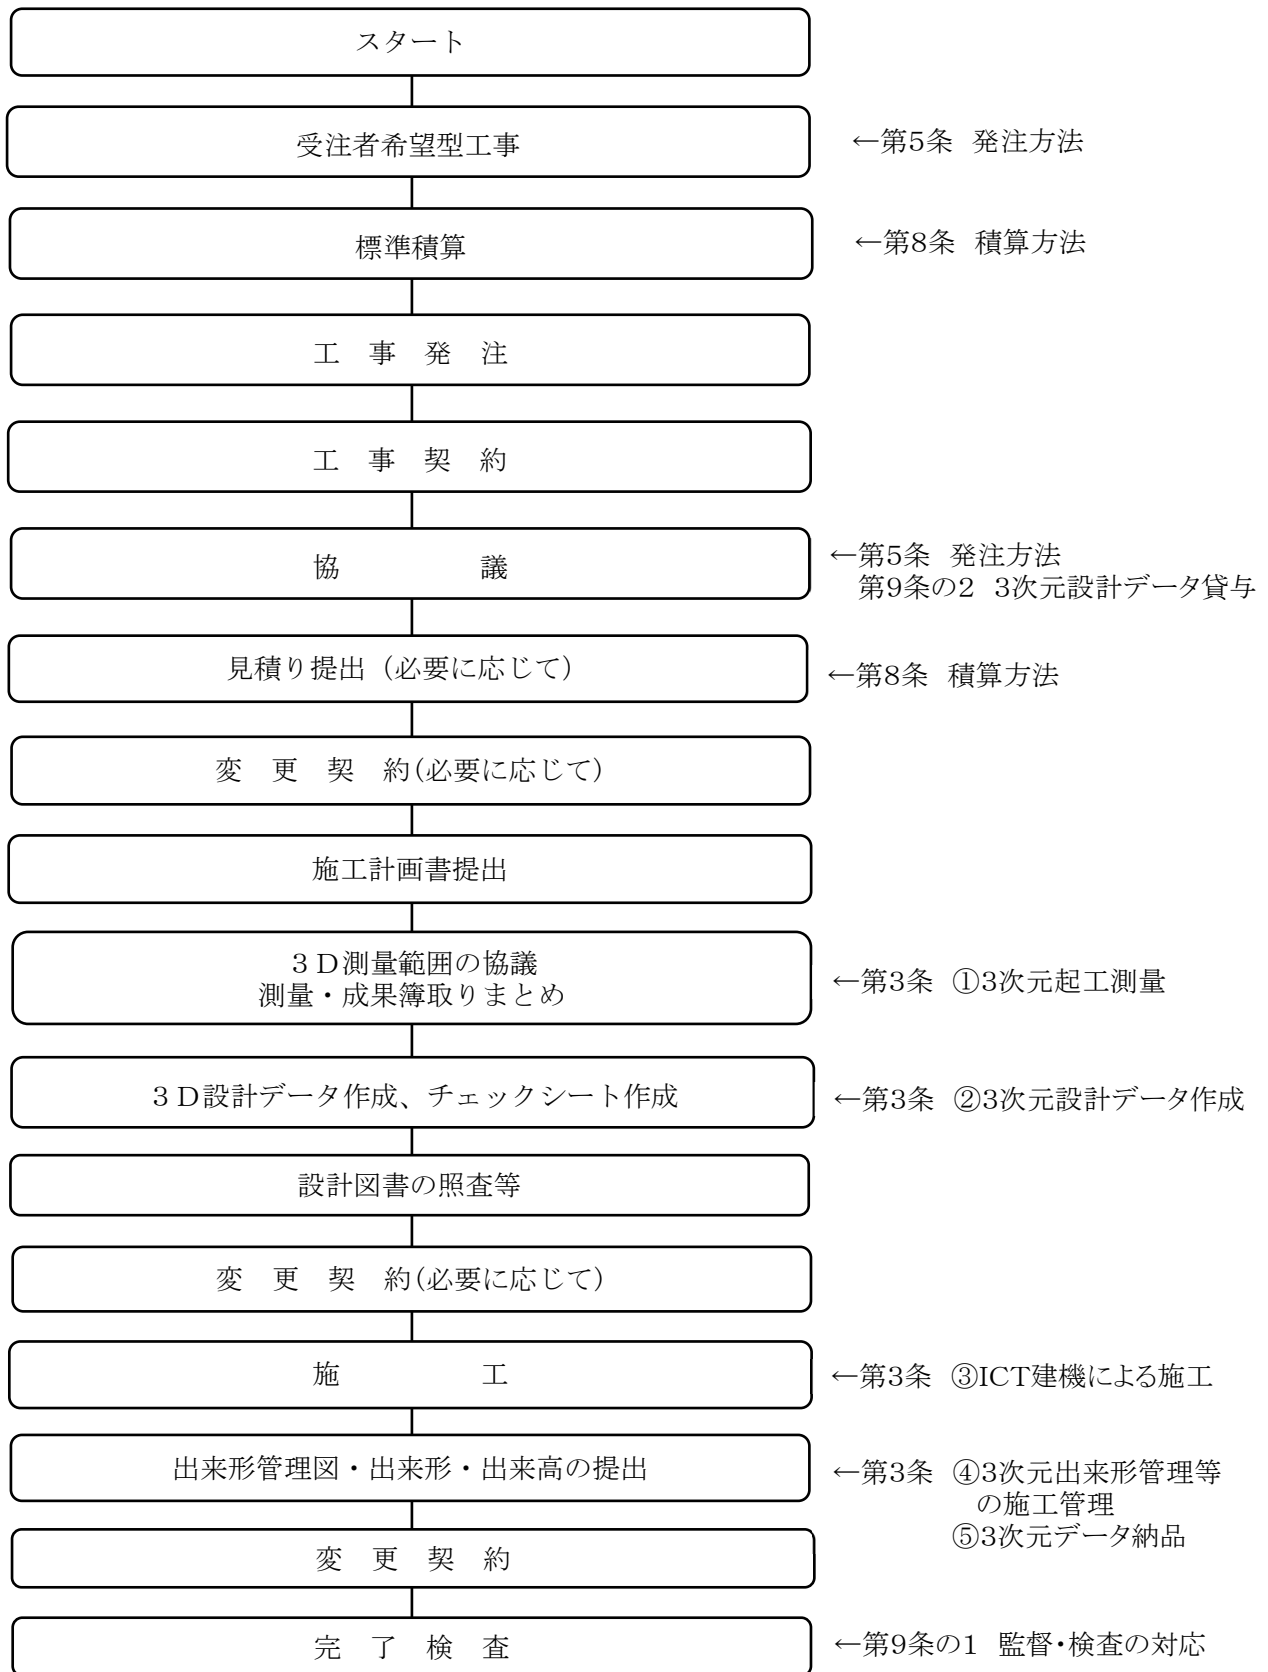 スタート
受注者希望型工事
←第5条 発注方法
標準積算
←第8条 積算方法
工 事 発 注
工 事 契 約
協 議
←第5条 発注方法
第9条の2 3次元設計データ貸与
見積り提出（必要に応じて）
←第8条 積算方法
変 更 契 約(必要に応じて)
施工計画書提出
３Ｄ測量範囲の協議
測量・成果簿取りまとめ
←第3条 ①3次元起工測量
３Ｄ設計データ作成、チェックシート作成
←第3条 ②3次元設計データ作成
設計図書の照査等
変 更 契 約(必要に応じて)
施 工
←第3条 ③ICT建機による施工
出来形管理図・出来形・出来高の提出
←第3条 ④3次元出来形管理等
の施工管理
⑤3次元データ納品
変 更 契 約
完 了 検 査
←第9条の1 監督・検査の対応